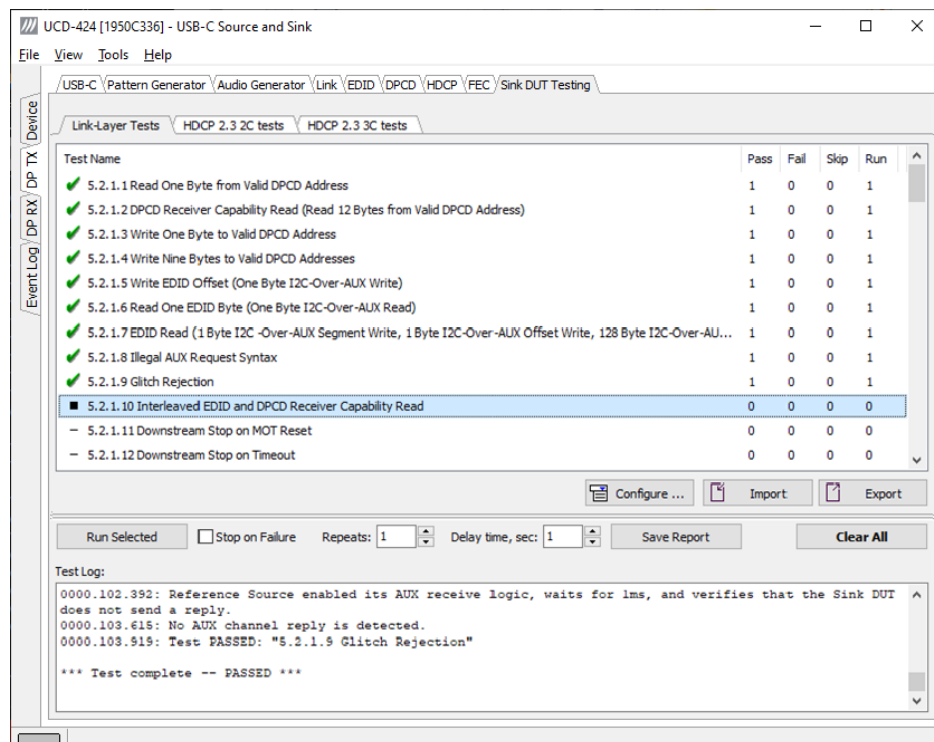 UCD-424 [1950C336] - USB-C Source and Sink
File View Tools Help
USB-C Pattern Generator Audio Generator Link EDID DPCD HDCP FEC Sink DUT Testing
Device
DP TX
DP RX
Event Log
Link-Layer Tests HDCP 2.3 2C tests HDCP 2.3 3C tests
Test Name Pass Fail Skip Run
5.2.1.1 Read One Byte from Valid DPCD Address 1 0 0 1
5.2.1.2 DPCD Receiver Capability Read (Read 12 Bytes from Valid DPCD Address) 1 0 0 1
5.2.1.3 Write One Byte to Valid DPCD Address 1 0 0 1
5.2.1.4 Write Nine Bytes to Valid DPCD Addresses 1 0 0 1
5.2.1.5 Write EDID Offset (One Byte I2C-Over-AUX Write) 1 0 0 1
5.2.1.6 Read One EDID Byte (One Byte I2C-Over-AUX Read) 1 0 0 1
5.2.1.7 EDID Read (1 Byte I2C -Over-AUX Segment Write, 1 Byte I2C-Over-AUX Offset Write, 128 Byte I2C-Over-AU... 1 0 0 1
5.2.1.8 Illegal AUX Request Syntax 1 0 0 1
5.2.1.9 Glitch Rejection 1 0 0 1
5.2.1.10 Interleaved EDID and DPCD Receiver Capability Read 0 0 0 0
5.2.1.11 Downstream Stop on MOT Reset 0 0 0 0
5.2.1.12 Downstream Stop on Timeout 0 0 0 0
Configure ... Import Export
Run Selected Stop on Failure Repeats: 1 Delay time, sec: 1 Save Report Clear All
Test Log:
0000.102.392: Reference Source enabled its AUX receive logic, waits for 1ms, and verifies that the Sink DUT
does not send a reply.
0000.103.615: No AUX channel reply is detected.
0000.103.919: Test PASSED: "5.2.1.9 Glitch Rejection"
*** Test complete -- PASSED ***